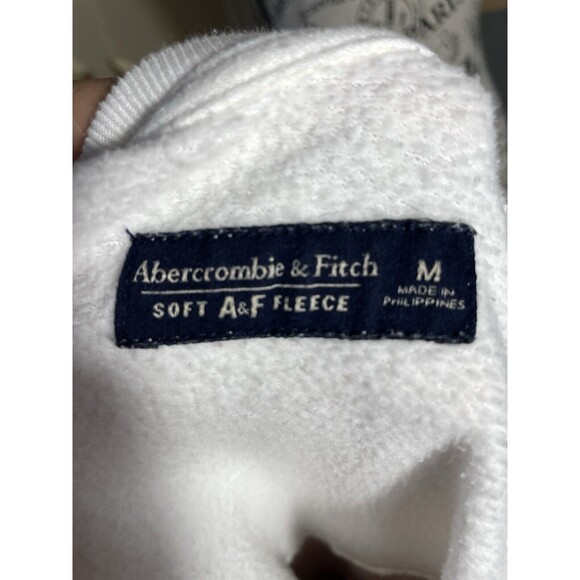 Abercrombie & Fitch
SOFT A&F FLEECE
M
MADE IN
PHILIPPINES